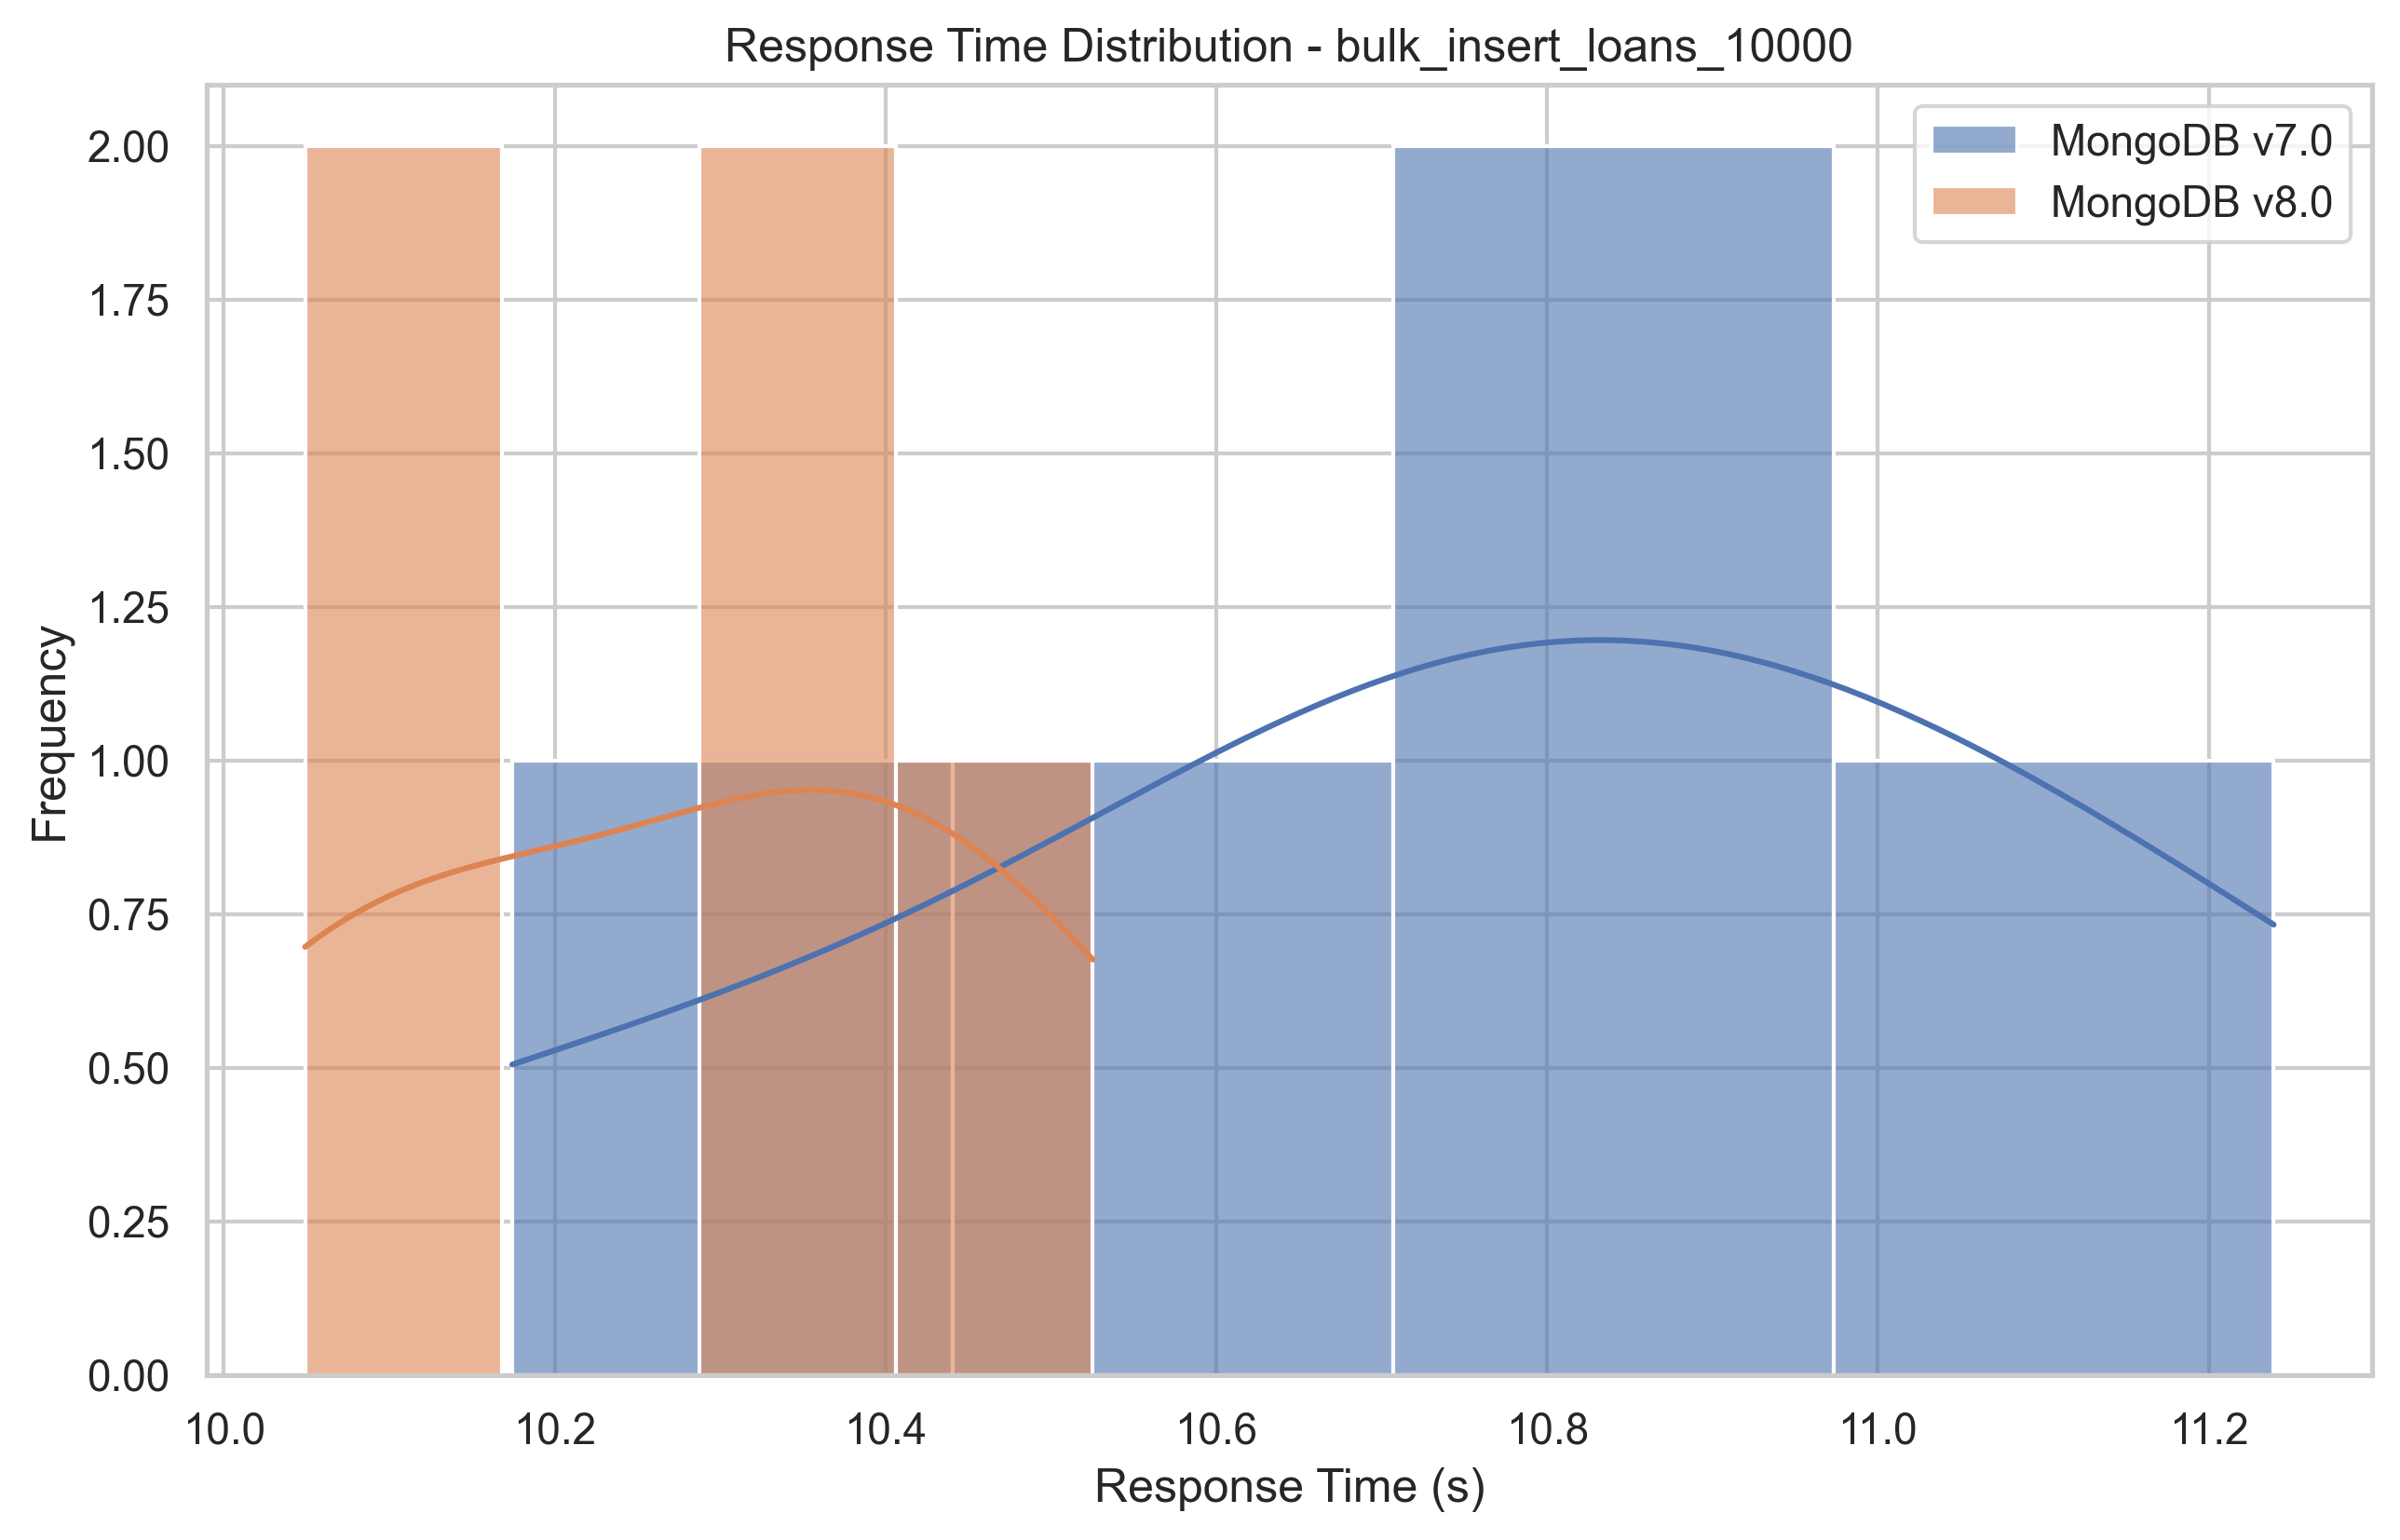 Response Time Distribution - bulk_insert_loans_10000
MongoDB v7.0
MongoDB v8.0
2.00
1.75
1.50
1.25
1.00
0.75
0.50
0.25
0.00
Frequency
10.0 10.2 10.4 10.6 10.8 11.0 11.2
Response Time (s)